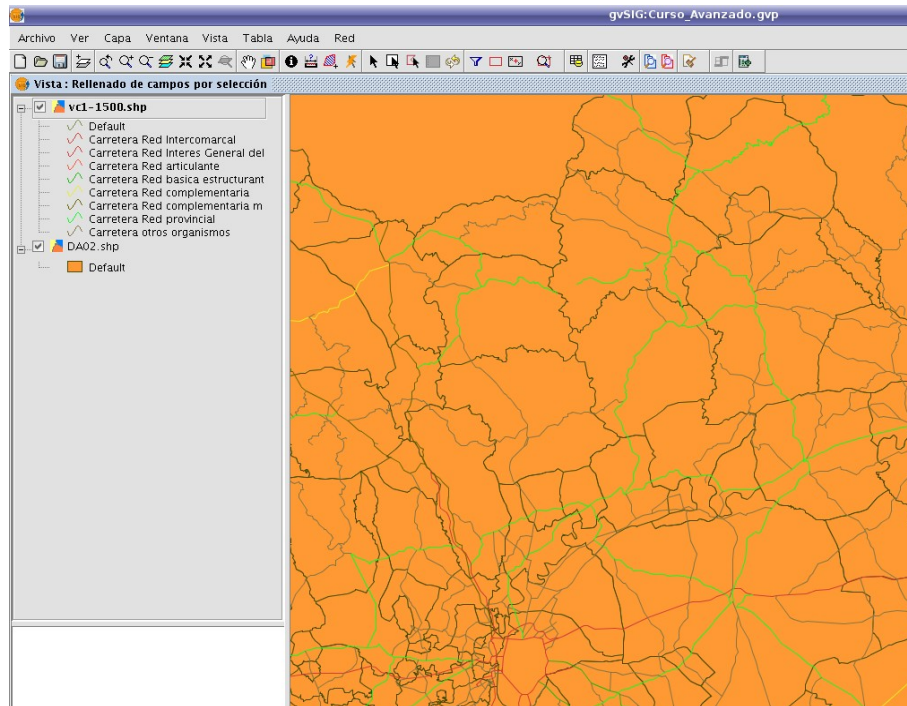 gvSIG:Curso_Avanzado.gvp
Archivo Ver Capa Ventana Vista Tabla Ayuda Red
Vista : Rellenado de campos por selección
vc1-1500.shp
Default
Carretera Red Intercomarcal
Carretera Red Interes General del
Carretera Red articulante
Carretera Red basica estructurant
Carretera Red complementaria
Carretera Red complementaria m
Carretera Red provincial
Carretera otros organismos
DA02.shp
Default